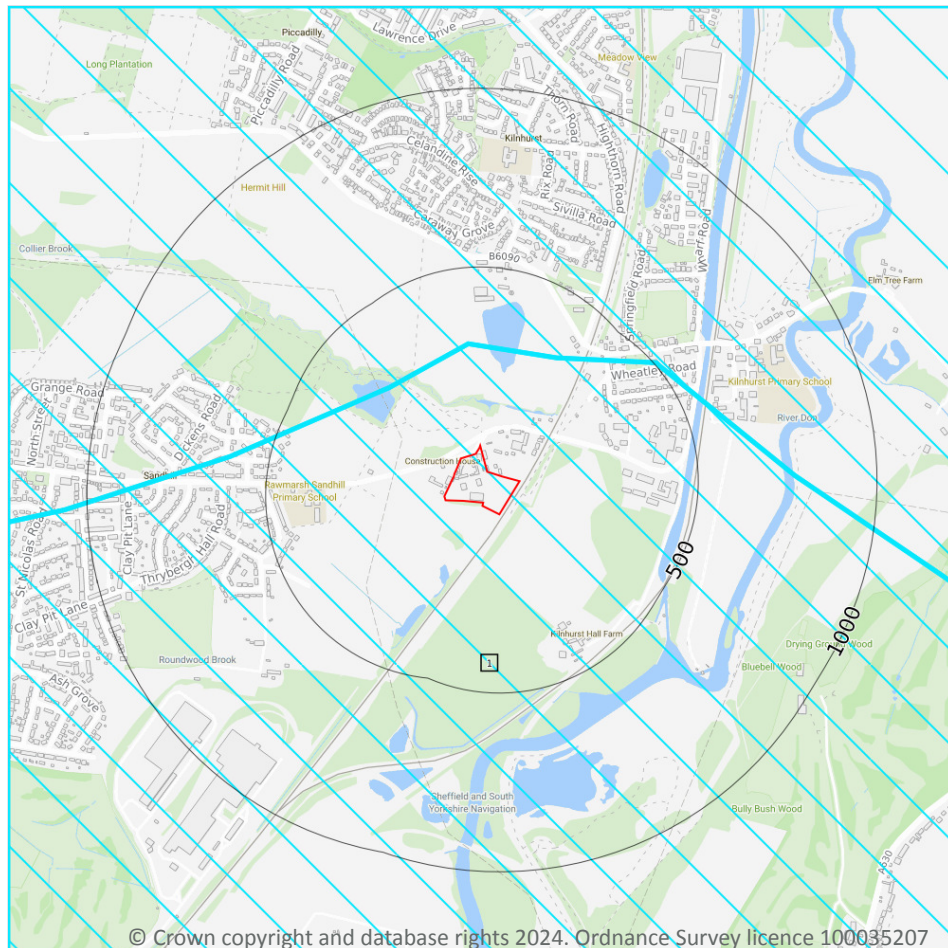 Piccadilly
Lawrence Drive
Long Plantation
Piccadilly Road
Meadow View
Thorn Road
Highthorn Road
Kilnhurst
Celandine Rise
Rix Road
Hermit Hill
Sivilla Road
Caraway Grove
Wharf Road
Collier Brook
B6090
Springfield Road
Elm Tree Farm
Wheatley Road
Grange Road
Kilnhurst Primary School
North Street
Dickens Road
River Don
Construction House
Sandhill
Rawmarsh Sandhill
Primary School
Clay Pit Lane
St Nicolas Road
Thrybergh Hall Road
500
Clay Pit Lane
1000
Kilnhurst Hall Farm
Drying Ground Wood
Roundwood Brook
1
Bluebell Wood
Ash Grove
Sheffield and South
Yorkshire Navigation
Bully Bush Wood
A630
© Crown copyright and database rights 2024. Ordnance Survey licence 100035207